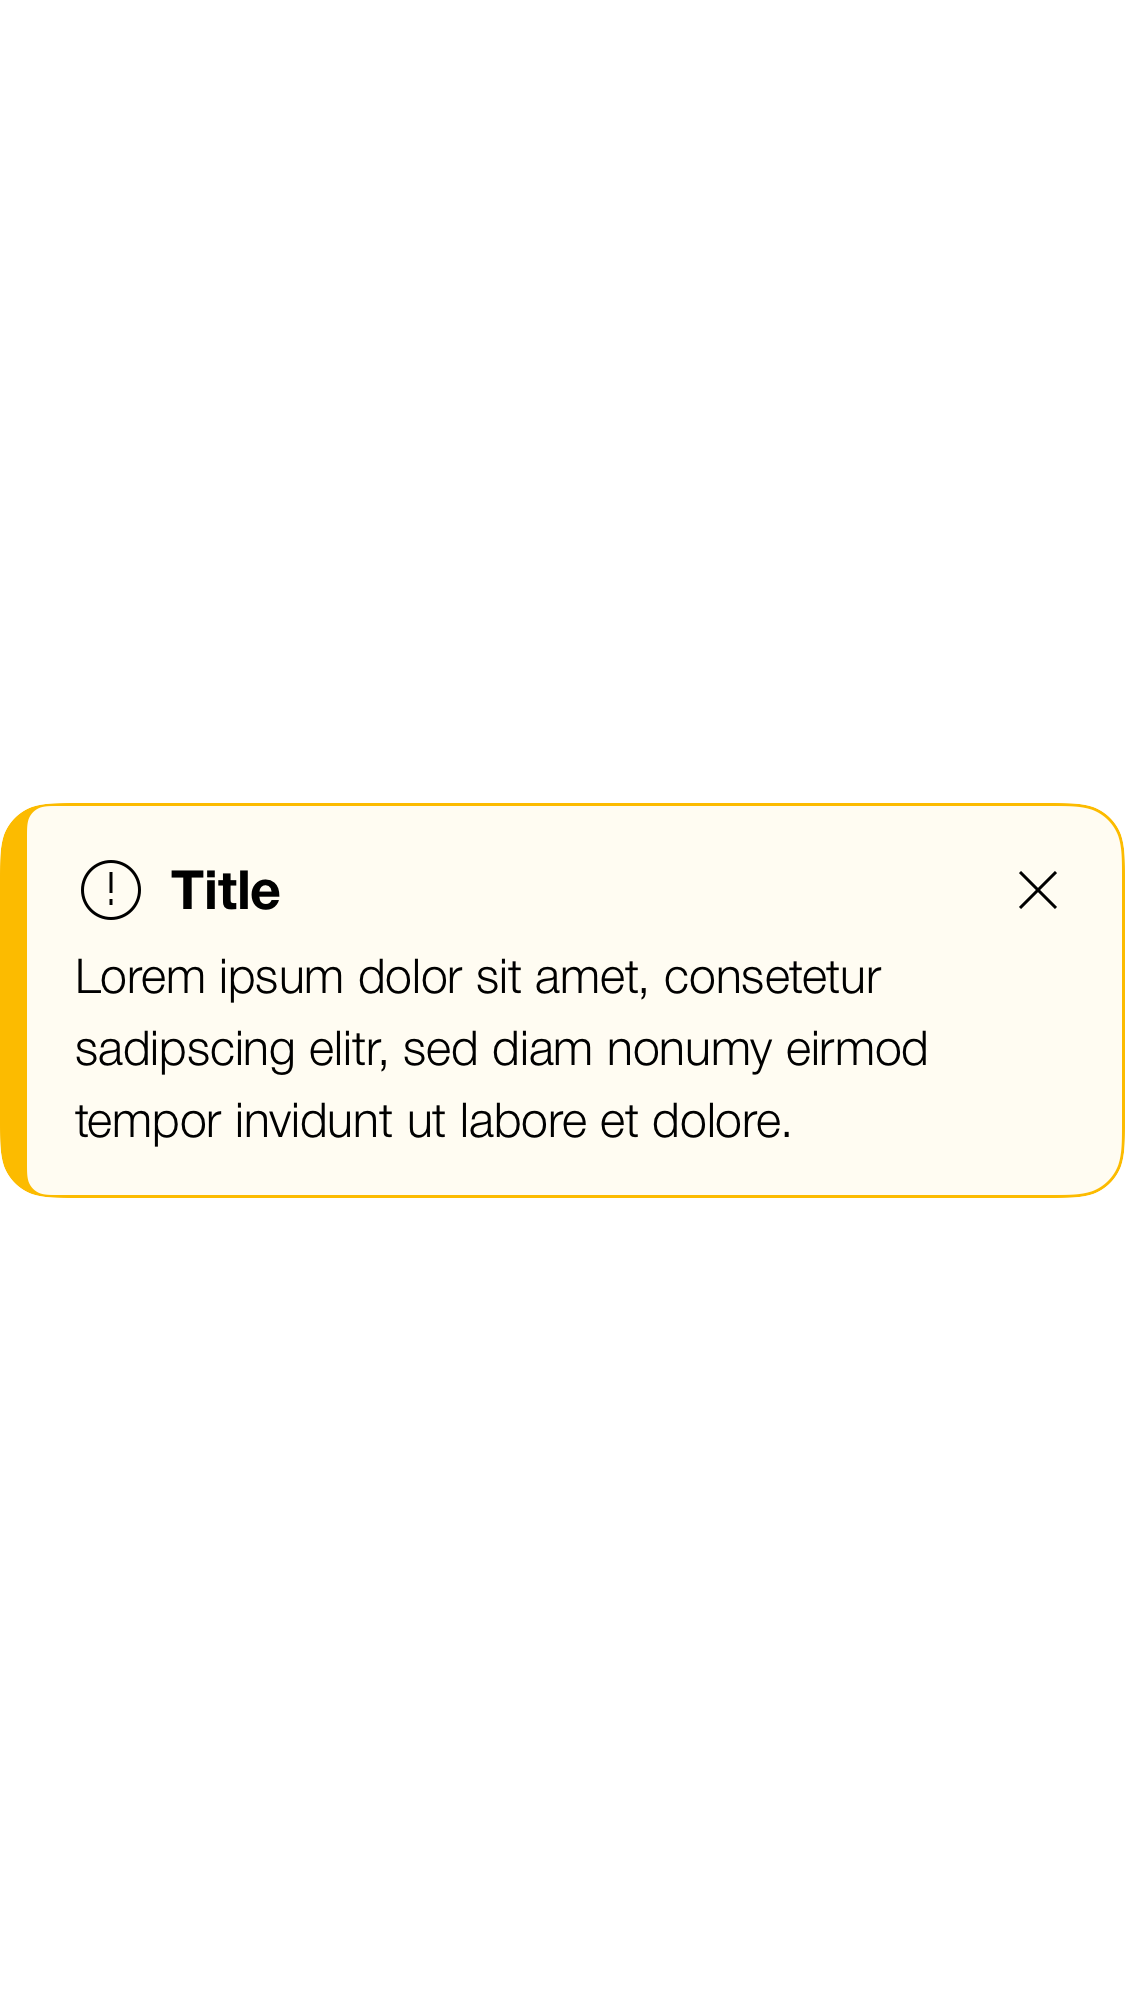 Title
Lorem ipsum dolor sit amet, consetetur
sadipscing elitr, sed diam nonumy eirmod
tempor invidunt ut labore et dolore.